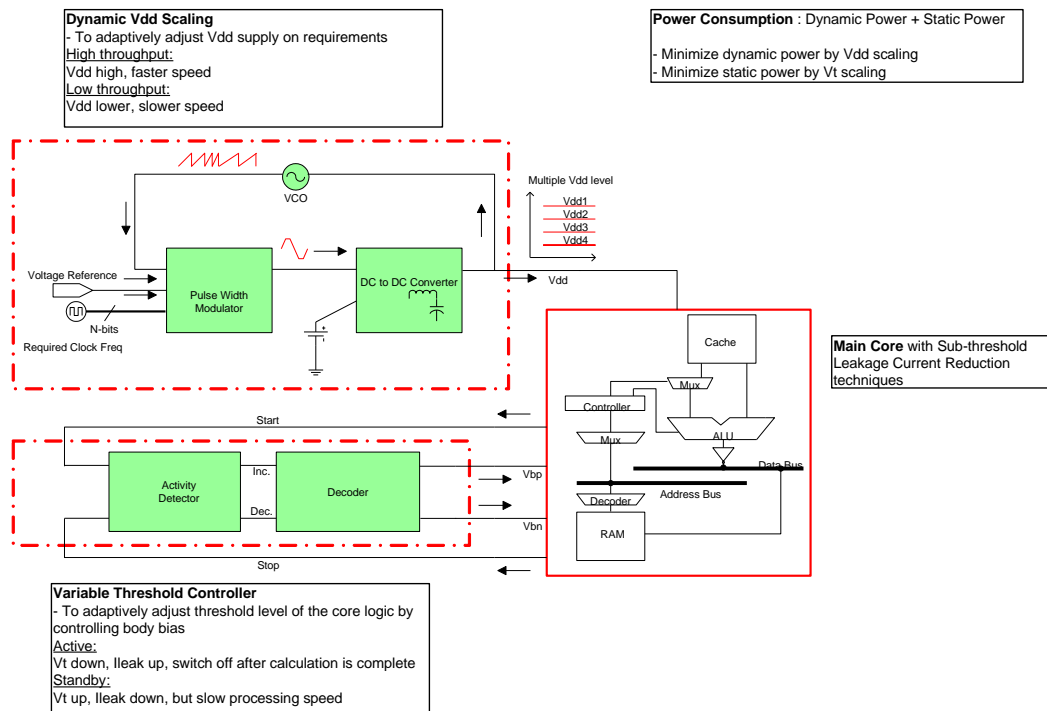 Dynamic Vdd Scaling
- To adaptively adjust Vdd supply on requirements
High throughput:
Vdd high, faster speed
Low throughput:
Vdd lower, slower speed
Power Consumption : Dynamic Power + Static Power
- Minimize dynamic power by Vdd scaling
- Minimize static power by Vt scaling
VCO
Multiple Vdd level
Vdd1
Vdd2
Vdd3
Vdd4
Voltage Reference
Pulse Width
Modulator
DC to DC Converter
+
-
Vdd
N-bits
Required Clock Freq
Cache
Mux
Controller
Mux
ALU
Data Bus
Address Bus
Decoder
RAM
Main Core with Sub-threshold
Leakage Current Reduction
techniques
Start
Activity
Detector
Inc.
Dec.
Decoder
Vbp
Vbn
Stop
Variable Threshold Controller
- To adaptively adjust threshold level of the core logic by
controlling body bias
Active:
Vt down, Ileak up, switch off after calculation is complete
Standby:
Vt up, Ileak down, but slow processing speed